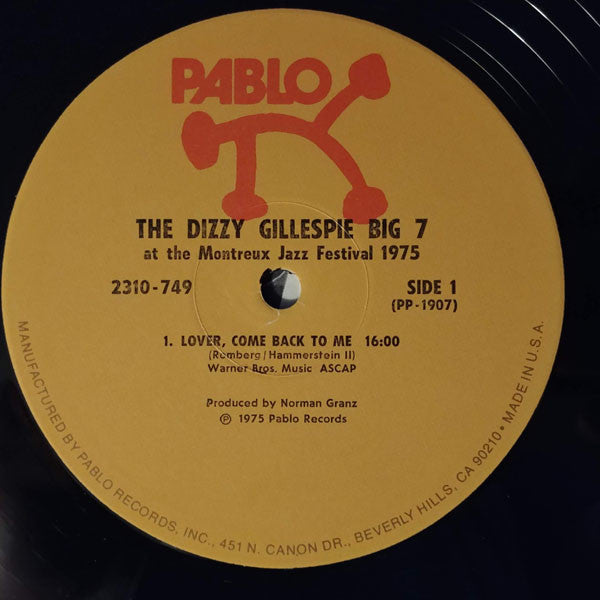 PABLO
THE DIZZY GILLESPIE BIG 7
at the Montreux Jazz Festival 1975
2310-749
SIDE 1
(PP-1907)
1. LOVER, COME BACK TO ME 16:00
(Romberg/Hammerstein II)
Warner Bros. Music ASCAP
Produced by Norman Granz
℗ 1975 Pablo Records
MANUFACTURED BY PABLO RECORDS, INC., 451 N. CANON DR., BEVERLY HILLS, CA 90210 • MADE IN U.S.A.